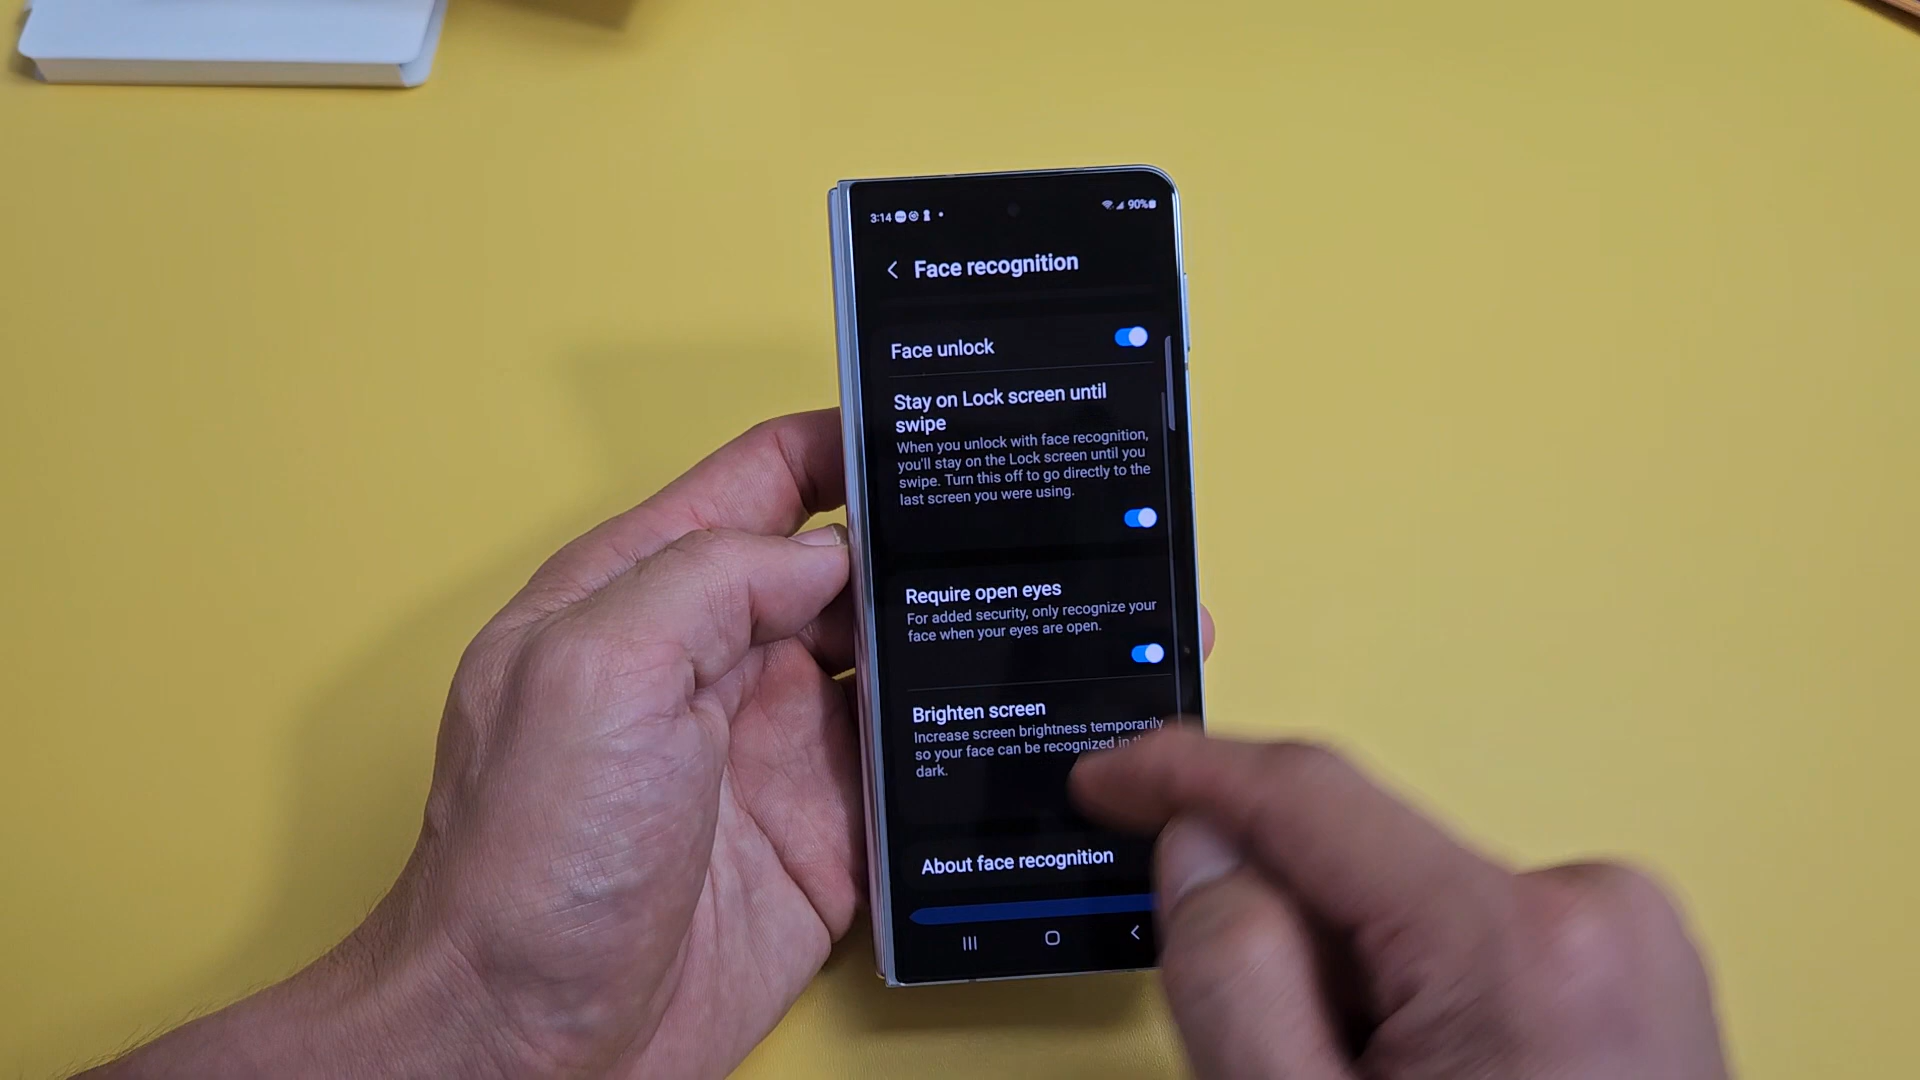 3:14
90%
Face recognition
Face unlock
Stay on Lock screen until
swipe
When you unlock with face recognition,
you'll stay on the Lock screen until you
swipe. Turn this off to go directly to the
last screen you were using.
Require open eyes
For added security, only recognize your
face when your eyes are open.
Brighten screen
Increase screen brightness temporarily
so your face can be recognized in
dark.
About face recognition